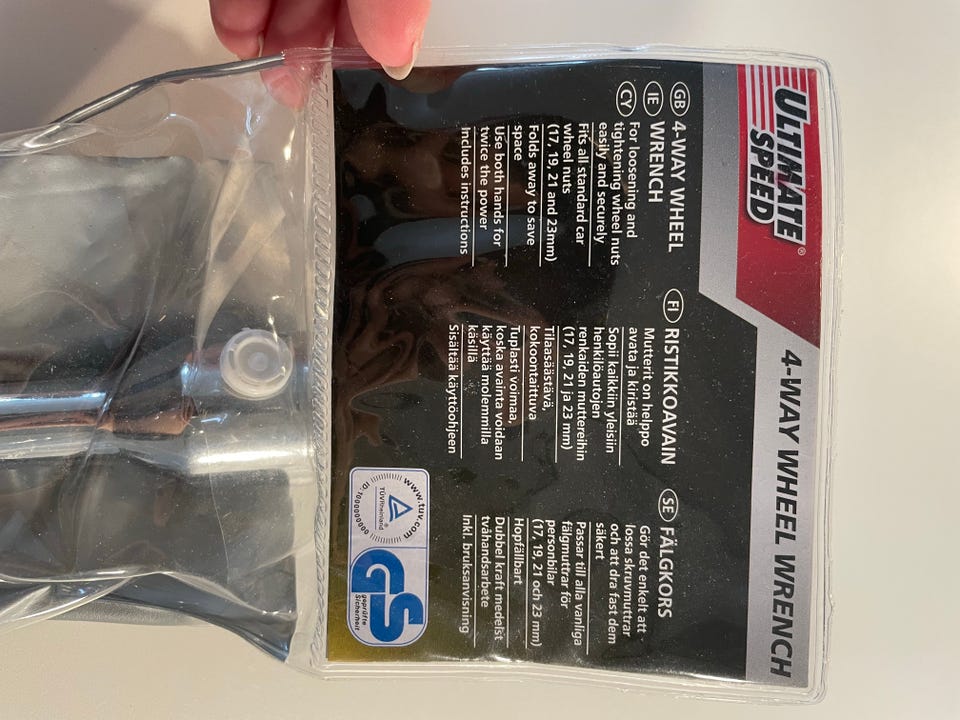 ULTIMATE
SPEED®
4-WAY WHEEL WRENCH
GB IE CY
4-WAY WHEEL
WRENCH
For loosening and
tightening wheel nuts
easily and securely
Fits all standard car
wheel nuts
(17, 19, 21 and 23mm)
Folds away to save
space
Use both hands for
twice the power
Includes instructions
FI RISTIKKOAVAIN
Mutterit on helppo
avata ja kiristää
Sopii kaikkiin yleisiin
henkilöautojen
renkaiden muttereihin
(17, 19, 21 ja 23 mm)
Tilaasäästävä,
kokoontaittuva
Tuplasti voimaa,
koska avainta voidaan
käyttää molemmilla
käsillä
Sisältää käyttöohjeen
SE FÄLGKORS
Gör det enkelt att
lossa skruvmuttrar
och att dra fast dem
säkert
Passar till alla vanliga
fälgmuttrar för
personbilar
(17, 19, 21 och 23 mm)
Hopfällbart
Dubbel kraft medelst
tvåhandsarbete
Inkl. bruksanvisning
www.tuv.com
TÜVRheinland®
ID: 7000000000
GS
geprüfte
Sicherheit